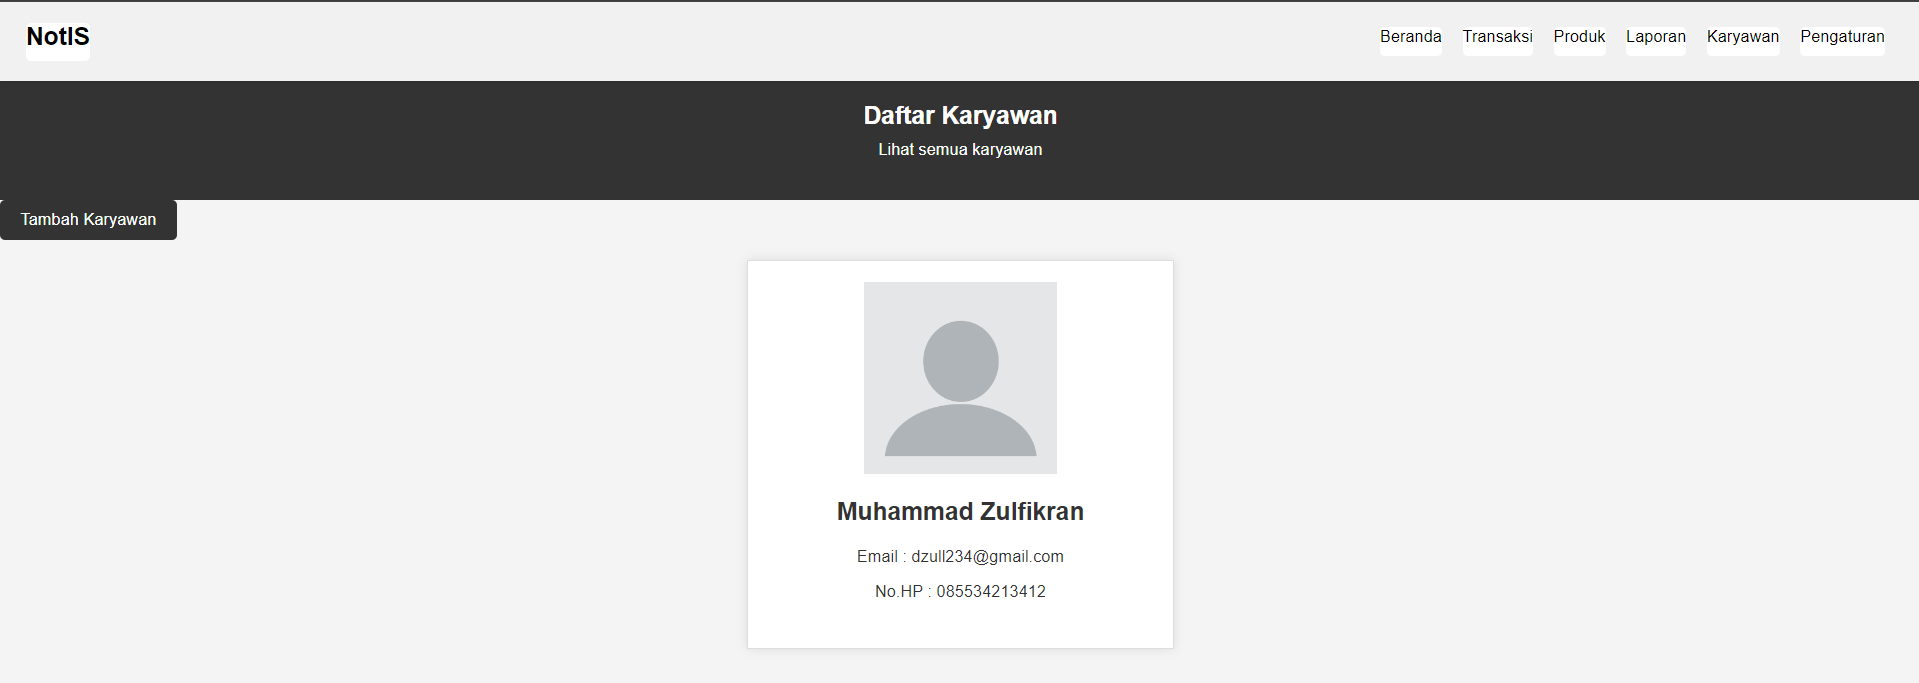 NotIS
Beranda Transaksi Produk Laporan Karyawan Pengaturan
Daftar Karyawan
Lihat semua karyawan
Tambah Karyawan
Muhammad Zulfikran
Email : dzull234@gmail.com
No.HP : 085534213412